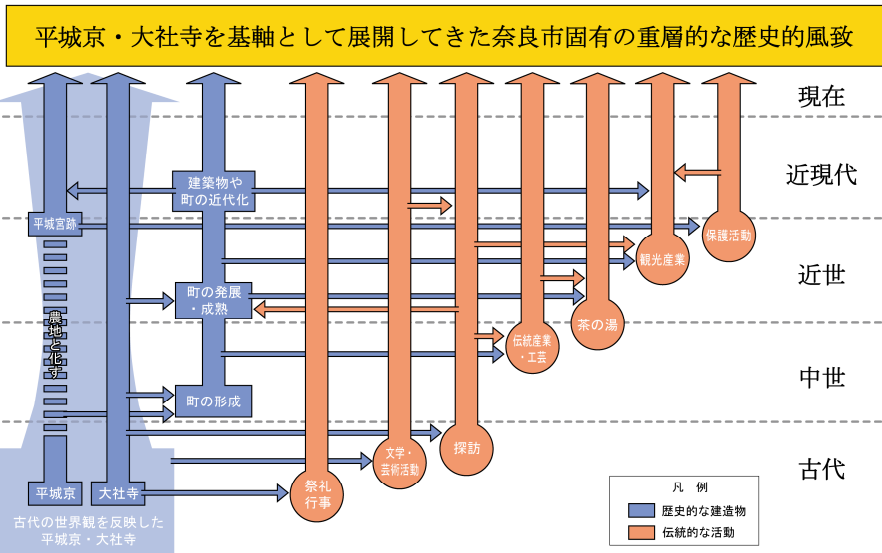 平城京・大社寺を基軸として展開してきた奈良市固有の重層的な歴史的風致
現在
近現代
近世
中世
古代
建築物や
町の近代化
平城宮跡
保護活動
観光産業
町の発展
・成熟
茶の湯
農地と化す
伝統産業
・工芸
町の形成
文学・
芸術活動
探訪
平城京
大社寺
祭礼
行事
古代の世界観を反映した
平城京・大社寺
凡 例
歴史的な建造物
伝統的な活動